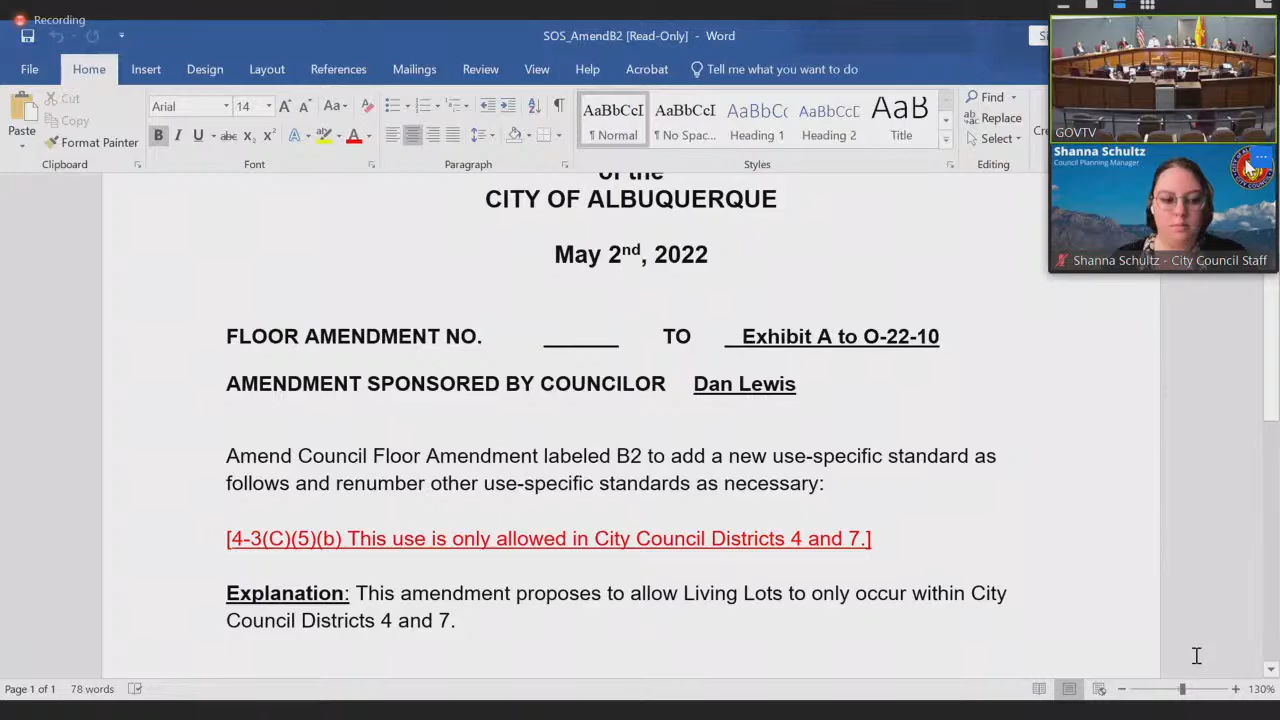 Recording
SOS_AmendB2 [Read-Only] - Word
File Home Insert Design Layout References Mailings Review View Help Acrobat Tell me what you want to do
Paste
Cut
Copy
Format Painter
Clipboard
Arial 14
Font
Paragraph
AaBbCcI AaBbCcI AaBbC( AaBbCcI AaB
¶ Normal ¶ No Spac... Heading 1 Heading 2 Title
Styles
Find
Replace
Select
Editing
GOVTV
Shanna Schultz
Council Planning Manager
Shanna Schultz - City Council Staff
of the
CITY OF ALBUQUERQUE
May 2nd, 2022
FLOOR AMENDMENT NO. ______ TO Exhibit A to O-22-10
AMENDMENT SPONSORED BY COUNCILOR Dan Lewis
Amend Council Floor Amendment labeled B2 to add a new use-specific standard as
follows and renumber other use-specific standards as necessary:
[4-3(C)(5)(b) This use is only allowed in City Council Districts 4 and 7.]
Explanation: This amendment proposes to allow Living Lots to only occur within City
Council Districts 4 and 7.
Page 1 of 1 78 words 130%